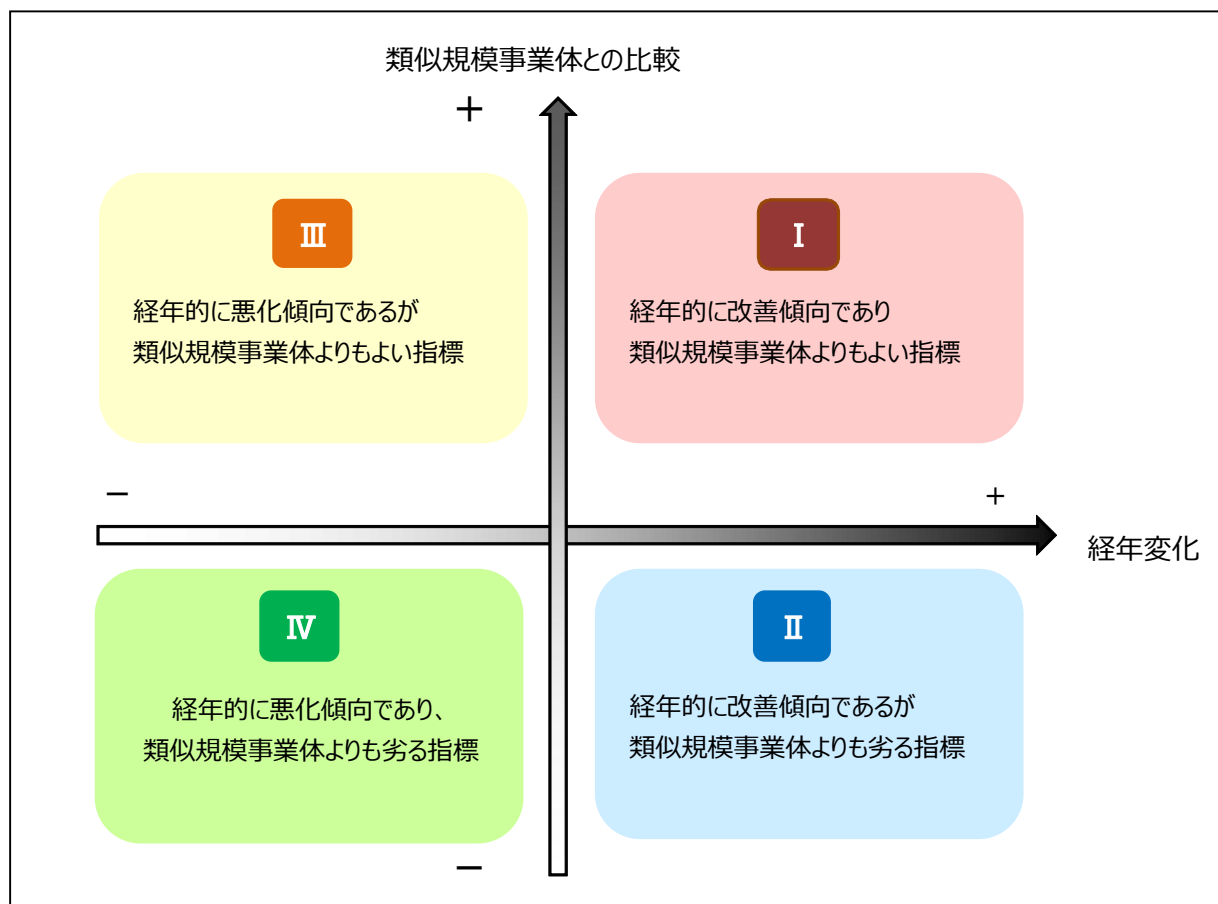 類似規模事業体との比較
＋
Ⅲ
経年的に悪化傾向であるが
類似規模事業体よりもよい指標
Ⅰ
経年的に改善傾向であり
類似規模事業体よりもよい指標
－
＋
経年変化
Ⅳ
経年的に悪化傾向であり、
類似規模事業体よりも劣る指標
Ⅱ
経年的に改善傾向であるが
類似規模事業体よりも劣る指標
－